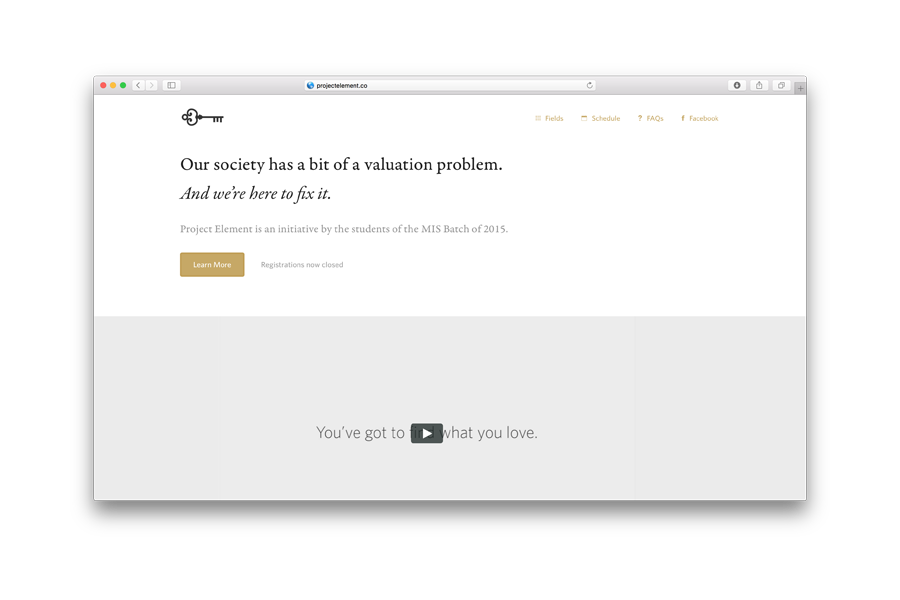 projectelement.co
Fields
Schedule
? FAQs
f Facebook
Our society has a bit of a valuation problem.
And we're here to fix it.
Project Element is an initiative by the students of the MIS Batch of 2015.
Learn More
Registrations now closed
You've got to find what you love.